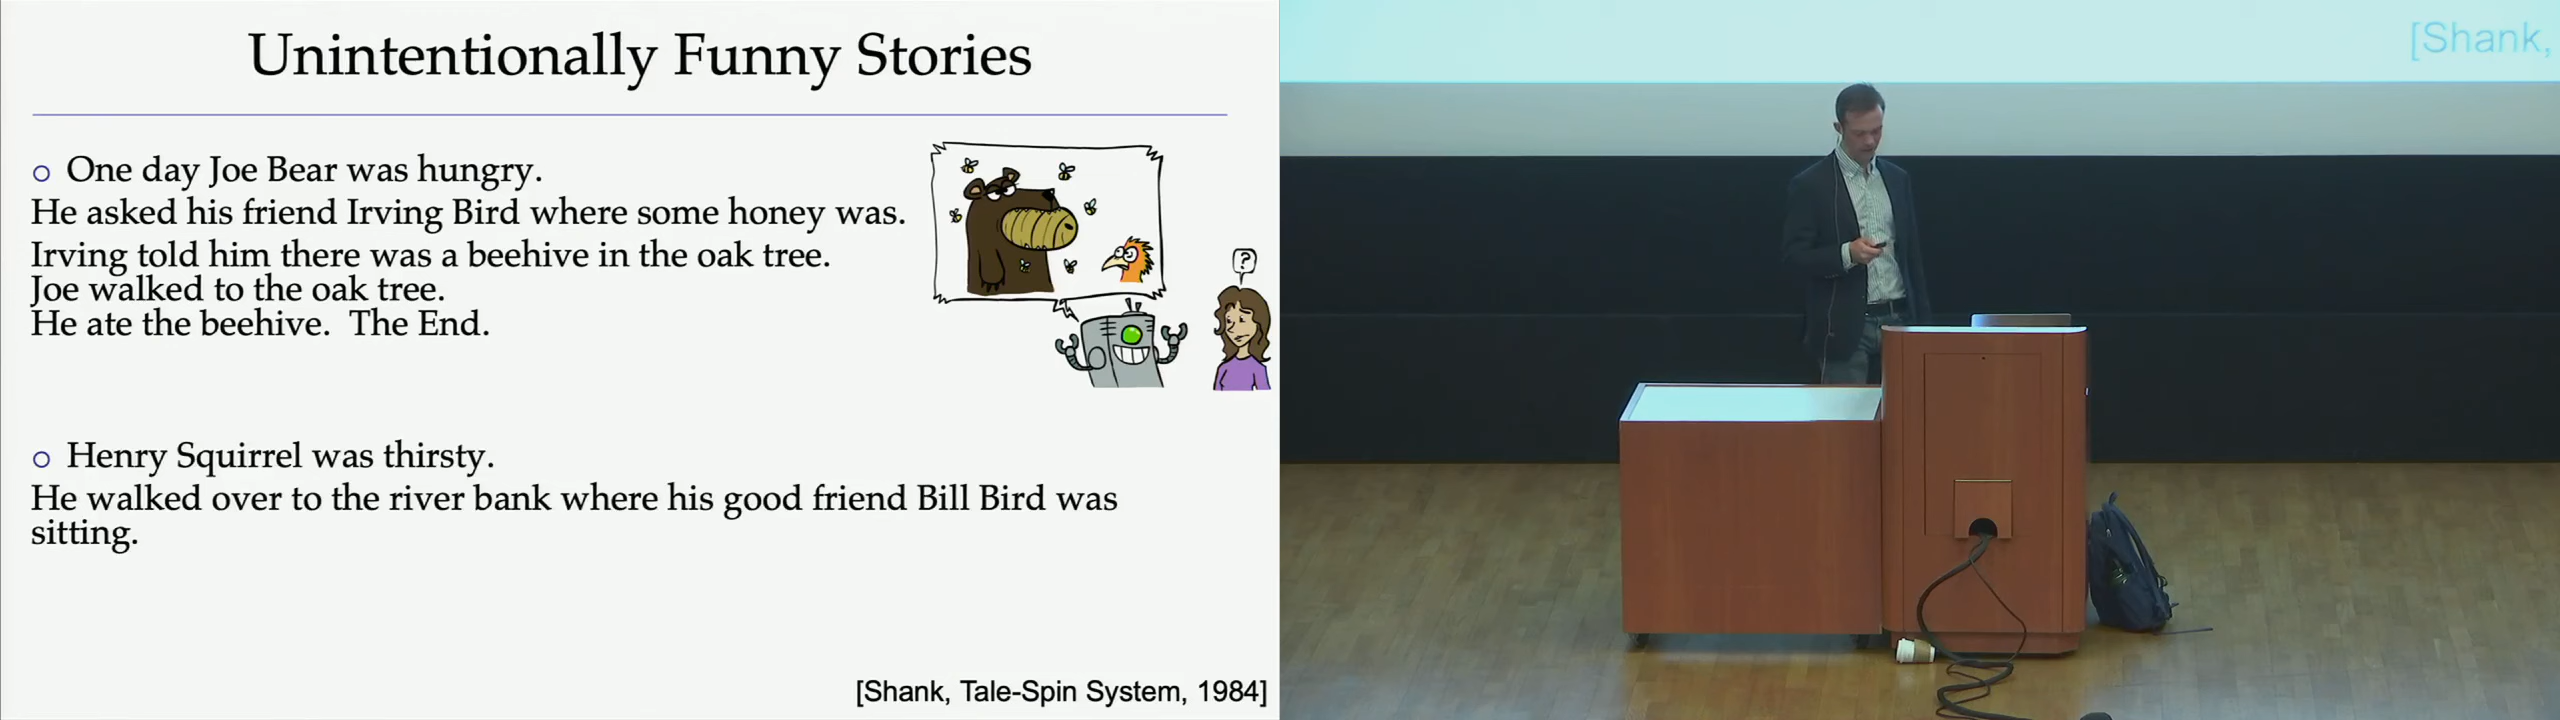 Unintentionally Funny Stories
One day Joe Bear was hungry.
He asked his friend Irving Bird where some honey was.
Irving told him there was a beehive in the oak tree.
Joe walked to the oak tree.
He ate the beehive.  The End.
?
Henry Squirrel was thirsty.
He walked over to the river bank where his good friend Bill Bird was
sitting.
[Shank, Tale-Spin System, 1984]
[Shank,